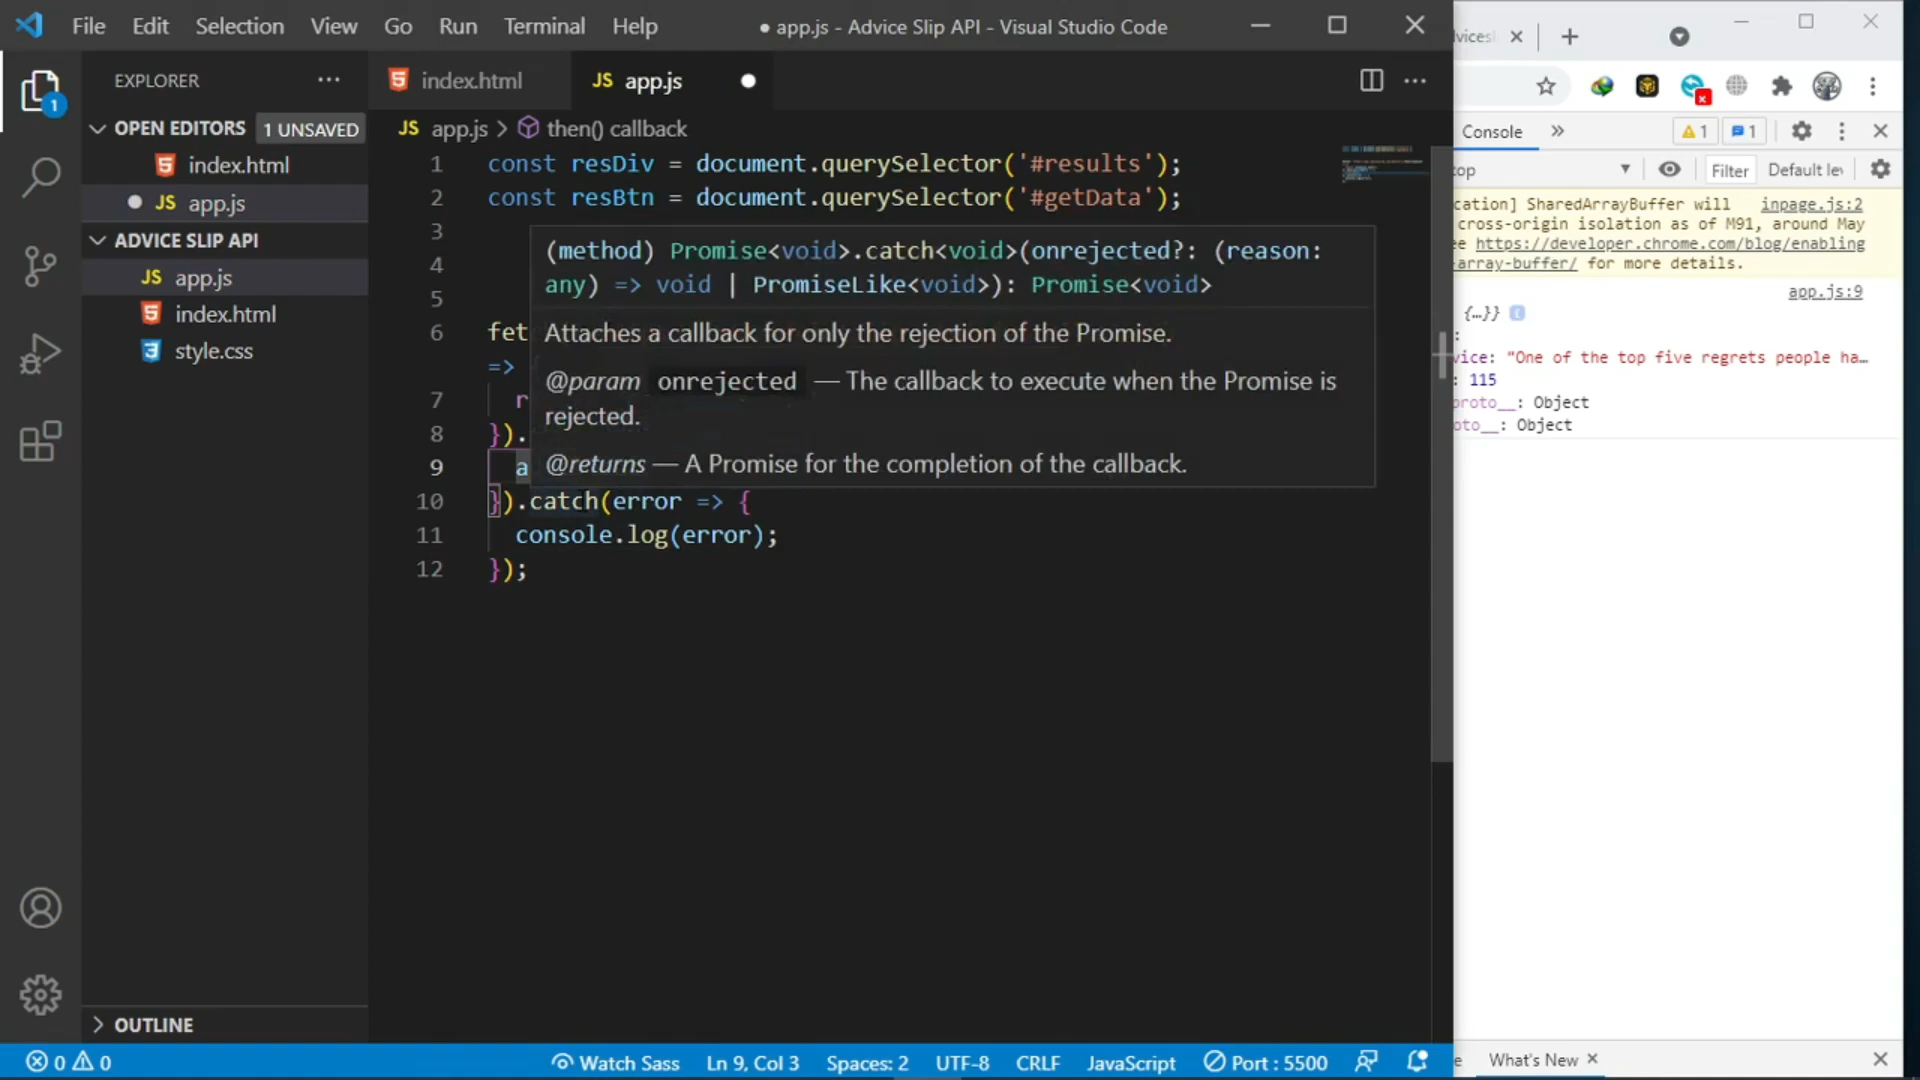 File Edit Selection View Go Run Terminal Help
● app.js - Advice Slip API - Visual Studio Code
EXPLORER
OPEN EDITORS 1 UNSAVED
index.html
JS app.js
ADVICE SLIP API
JS app.js
index.html
style.css
OUTLINE
1
index.html
JS app.js
JS app.js > then() callback
1 const resDiv = document.querySelector('#results');
2 const resBtn = document.querySelector('#getData');
3
4
5
6 fet
=>
7 r
8 }).
9 a
10 }).catch(error => {
11 console.log(error);
12 });
(method) Promise<void>.catch<void>(onrejected?: (reason:
any) => void | PromiseLike<void>): Promise<void>
Attaches a callback for only the rejection of the Promise.
@param onrejected — The callback to execute when the Promise is
rejected.
@returns — A Promise for the completion of the callback.
0 0 Watch Sass Ln 9, Col 3 Spaces: 2 UTF-8 CRLF JavaScript Port : 5500
Console » 1 1
top Filter Default lev
cation] SharedArrayBuffer will inpage.js:2
cross-origin isolation as of M91, around May
ee https://developer.chrome.com/blog/enabling
-array-buffer/ for more details.
app.js:9
{…}}
:
vice: "One of the top five regrets people ha…
: 115
proto__: Object
oto__: Object
What's New